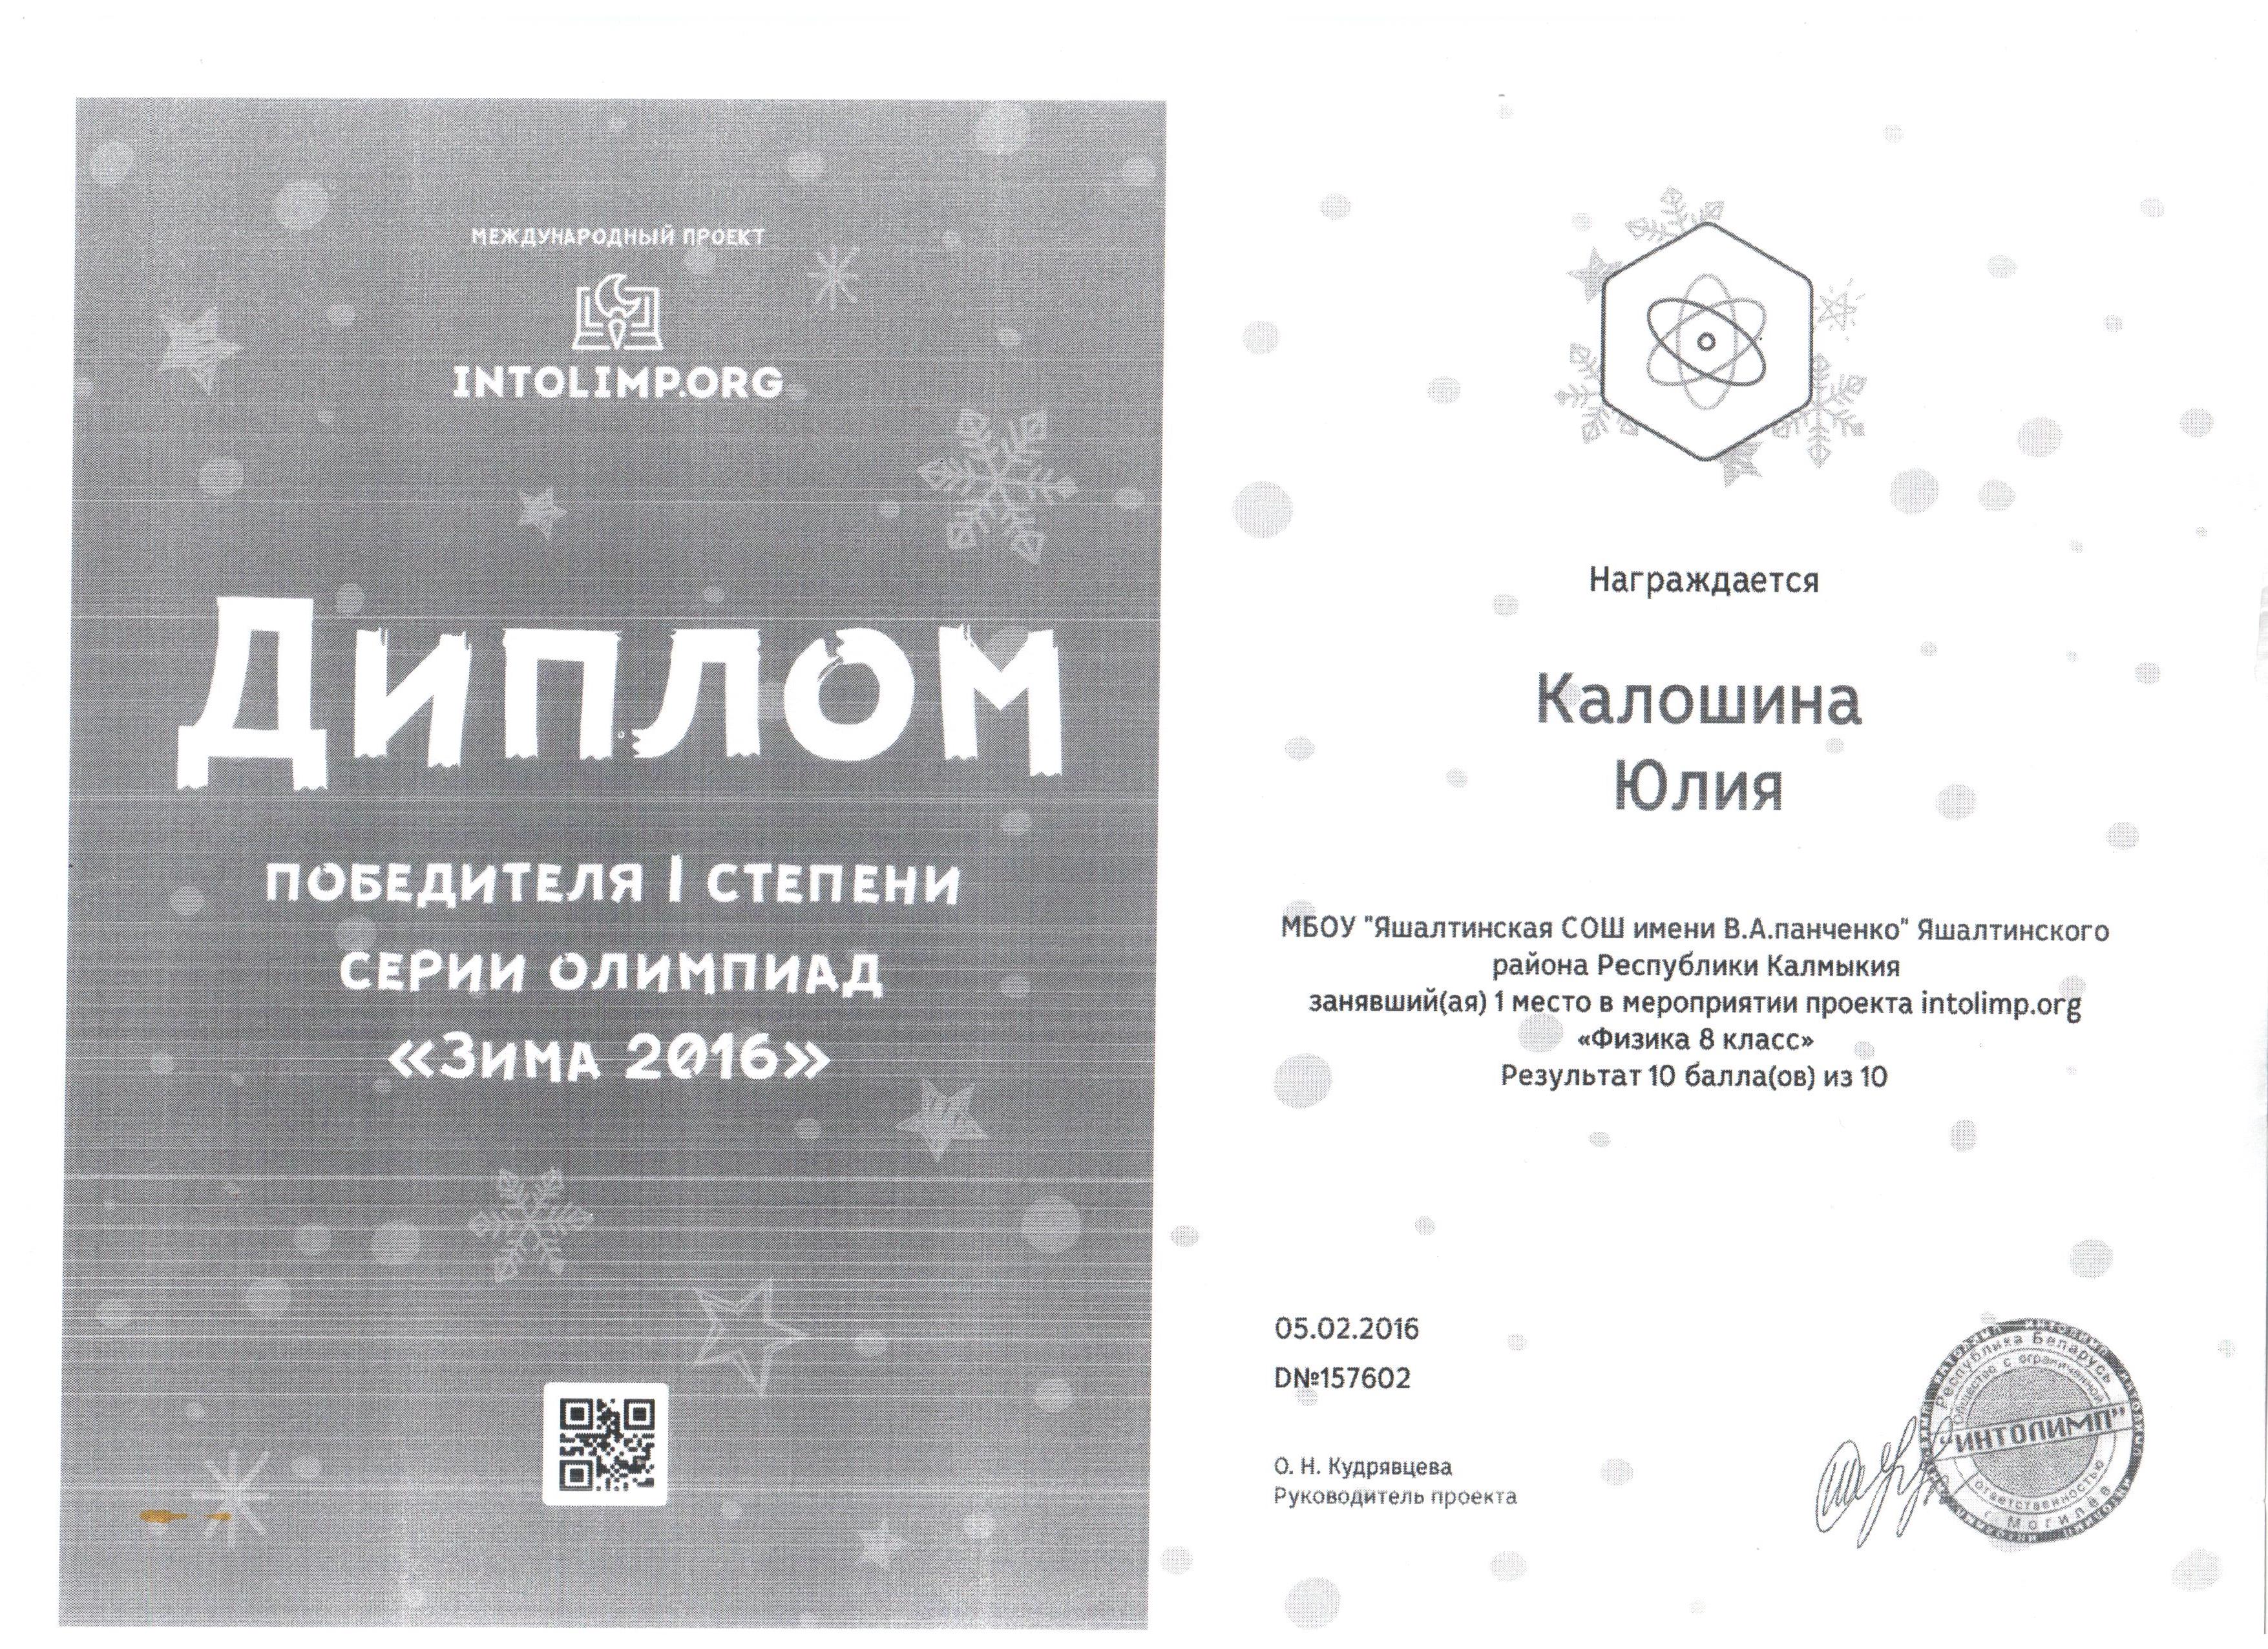 МЕЖДУНАРОДНЫЙ ПРОЕКТ
INTOLIMP.ORG
ДИПЛОМ
ПОБЕДИТЕЛЯ I СТЕПЕНИ
СЕРИИ ОЛИМПИАД
«ЗИМА 2016»
Награждается
Калошина
Юлия
МБОУ "Яшалтинская СОШ имени В.А.панченко" Яшалтинского
района Республики Калмыкия
занявший(ая) 1 место в мероприятии проекта intolimp.org
«Физика 8 класс»
Результат 10 балла(ов) из 10
05.02.2016
D№157602
О. Н. Кудрявцева
Руководитель проекта
Республика Беларусь
Общество с ограниченной
"ИНТОЛИМП"
ответственностью
г. Могилёв